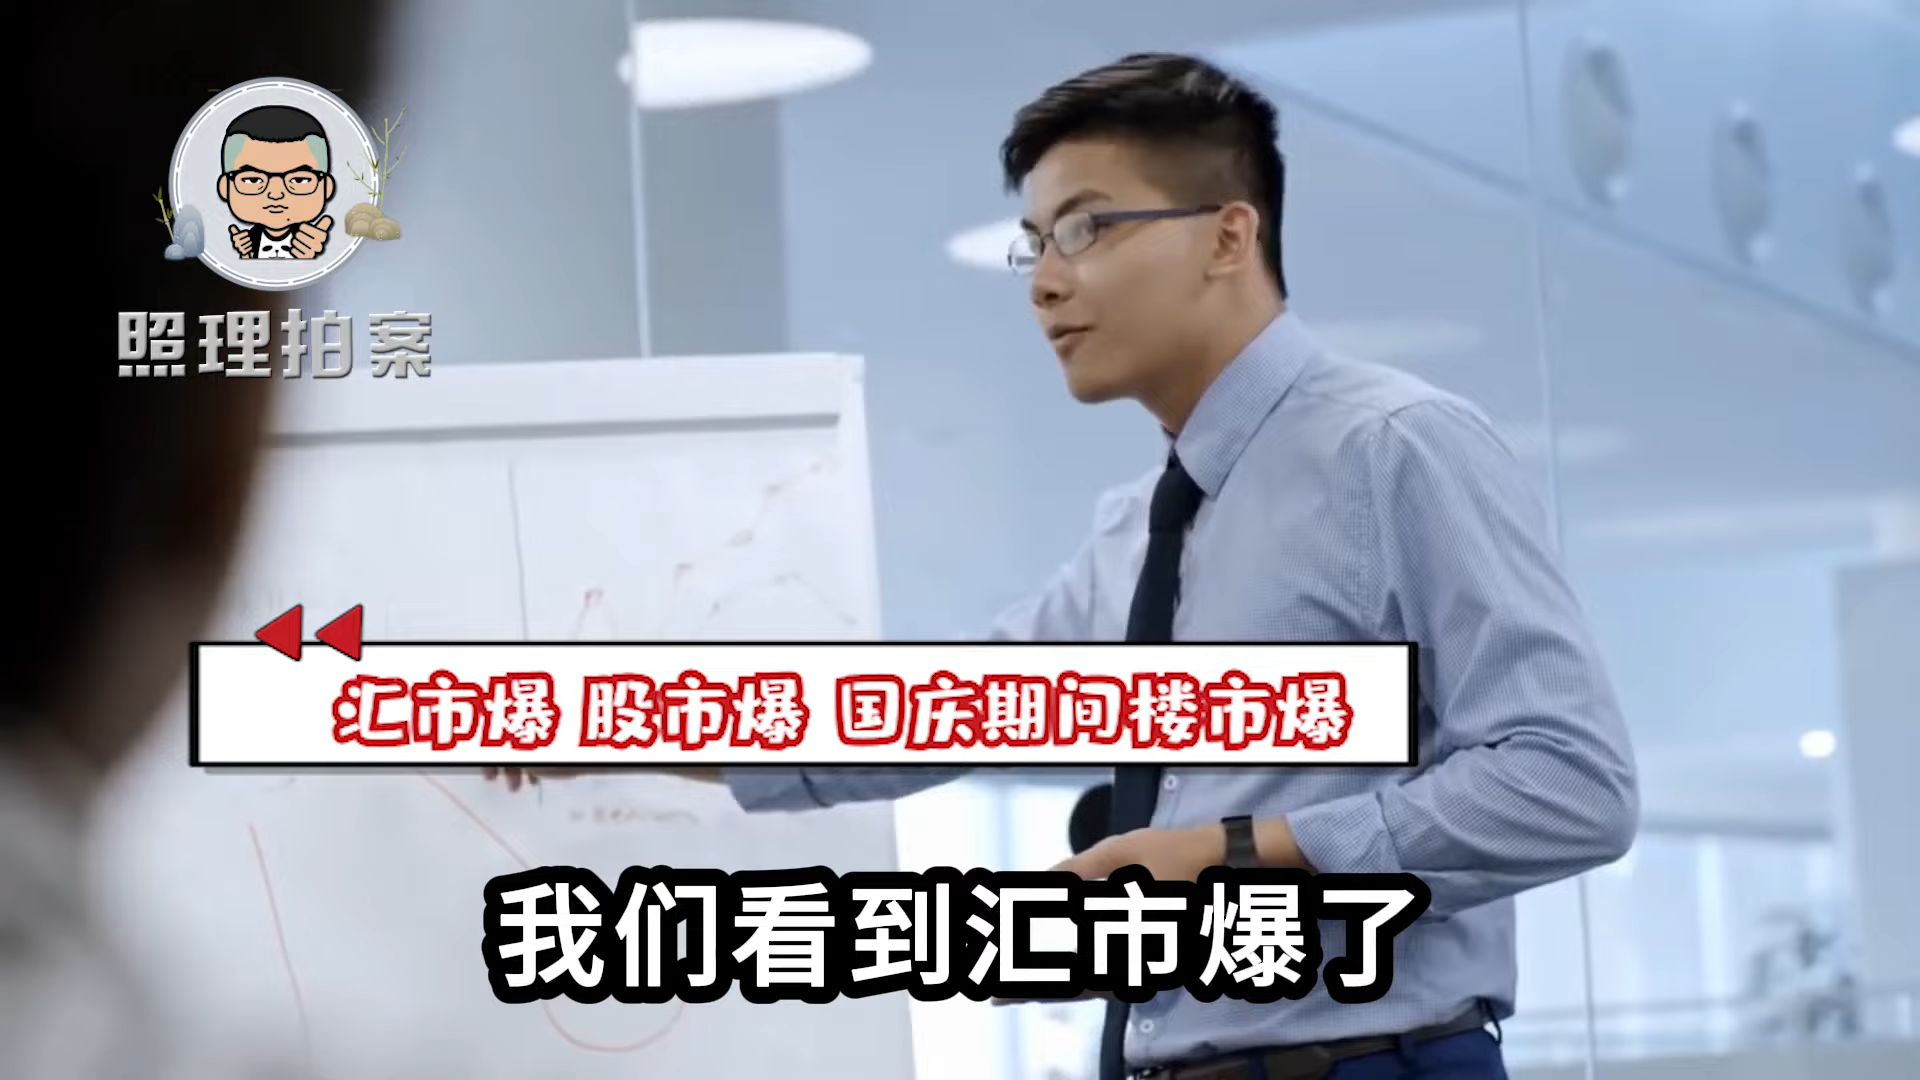 照理拍案
汇市爆 股市爆 国庆期间楼市爆
我们看到汇市爆了